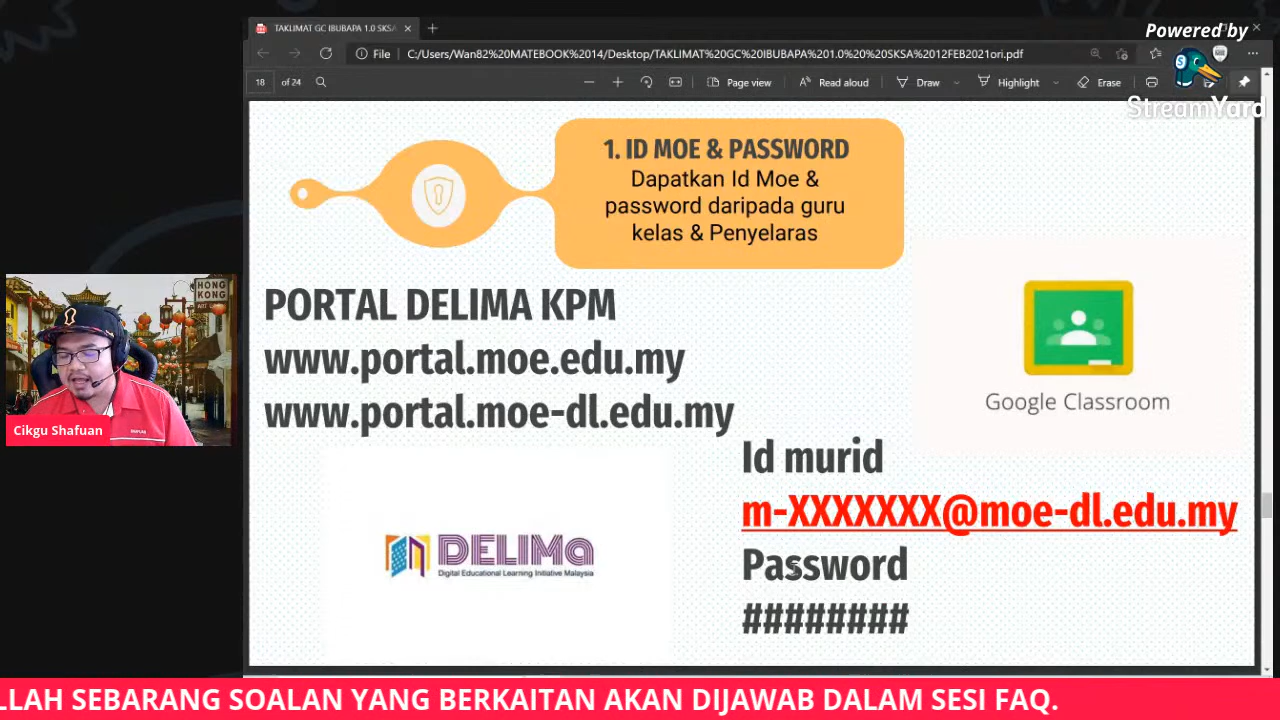 TAKLIMAT GC IBUBAPA 1.0 SKSA
Powered by
File
C:/Users/Wan82%20MATEBOOK%2014/Desktop/TAKLIMAT%20GC%20IBUBAPA%201.0%20%20SKSA%2012FEB2021ori.pdf
18 of 24
Page view
Read aloud
Draw
Highlight
Erase
StreamYard
1. ID MOE & PASSWORD
Dapatkan Id Moe &
password daripada guru
kelas & Penyelaras
PORTAL DELIMA KPM
www.portal.moe.edu.my
www.portal.moe-dl.edu.my
Google Classroom
HONG
KONG
Cikgu Shafuan
Id murid
m-XXXXXXX@moe-dl.edu.my
Password
########
DELIMa
Digital Educational Learning Initiative Malaysia
LLAH SEBARANG SOALAN YANG BERKAITAN AKAN DIJAWAB DALAM SESI FAQ.